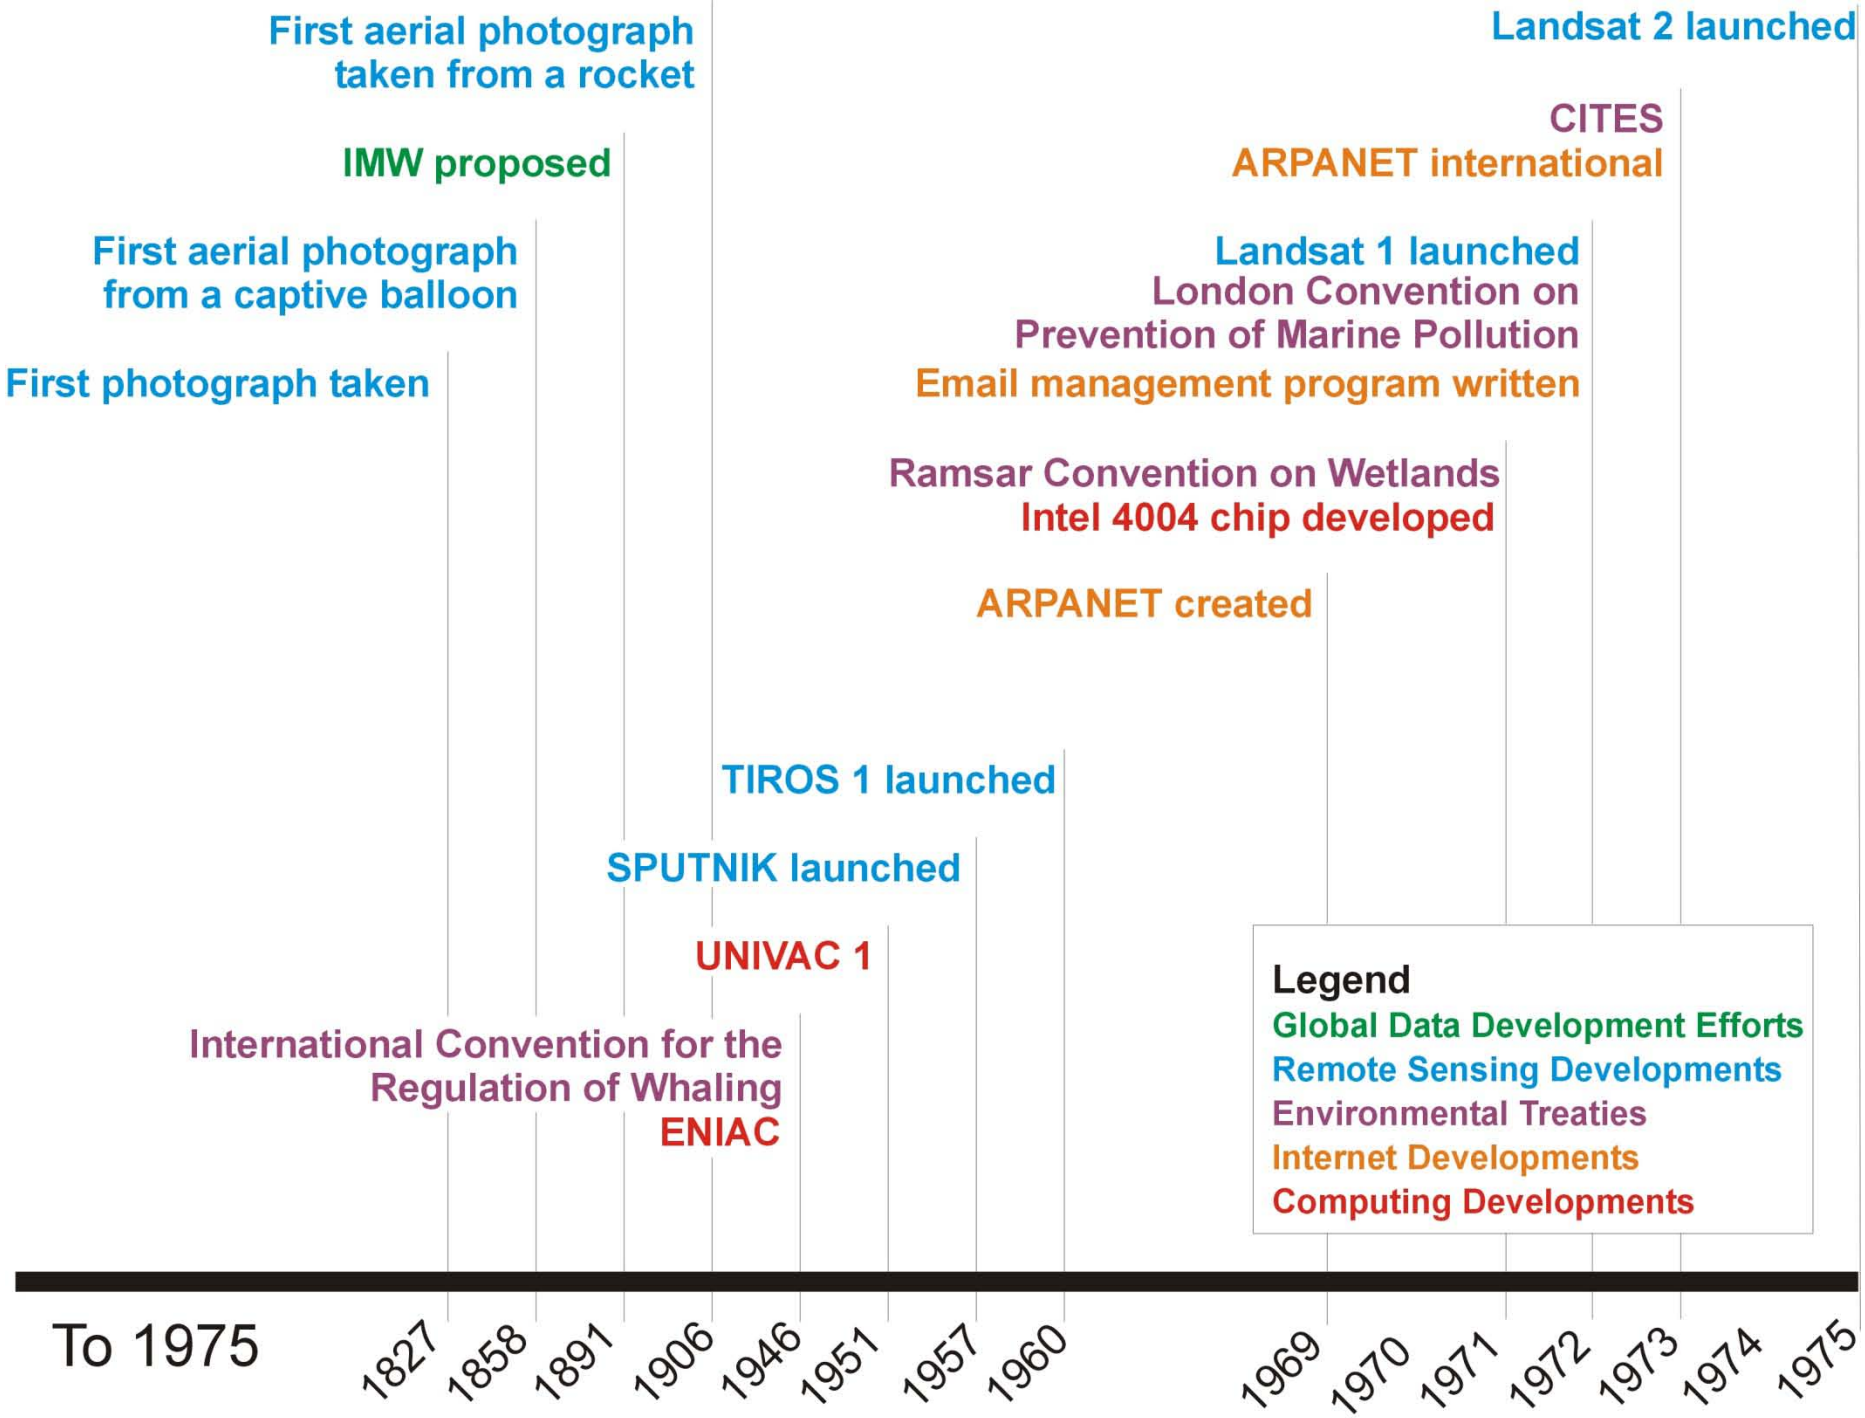 First aerial photograph
taken from a rocket
IMW proposed
First aerial photograph
from a captive balloon
First photograph taken
Landsat 2 launched
CITES
ARPANET international
Landsat 1 launched
London Convention on
Prevention of Marine Pollution
Email management program written
Ramsar Convention on Wetlands
Intel 4004 chip developed
ARPANET created
TIROS 1 launched
SPUTNIK launched
UNIVAC 1
International Convention for the
Regulation of Whaling
ENIAC
Legend
Global Data Development Efforts
Remote Sensing Developments
Environmental Treaties
Internet Developments
Computing Developments
To 1975
1827
1858
1891
1906
1946
1951
1957
1960
1969
1970
1971
1972
1973
1974
1975